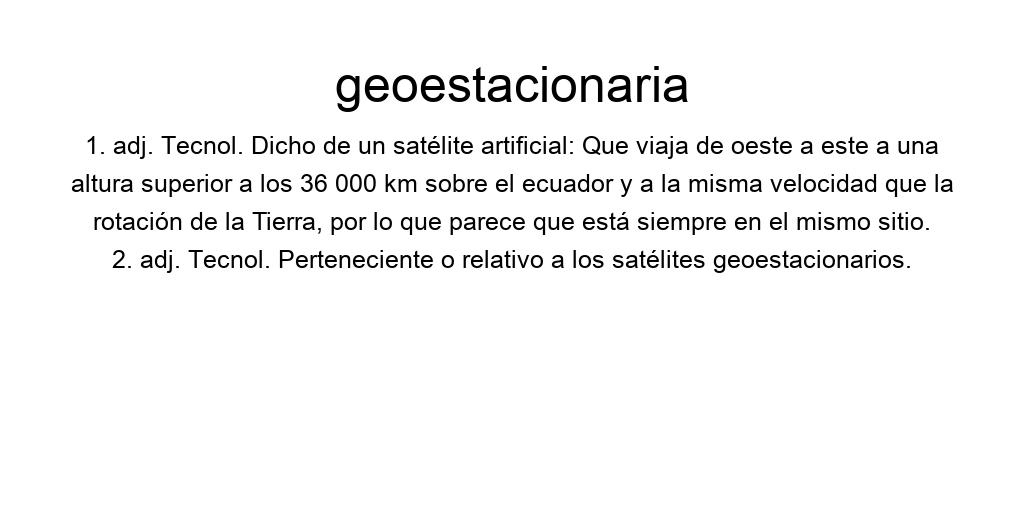 geoestacionaria
1. adj. Tecnol. Dicho de un satélite artificial: Que viaja de oeste a este a una
altura superior a los 36 000 km sobre el ecuador y a la misma velocidad que la
rotación de la Tierra, por lo que parece que está siempre en el mismo sitio.
2. adj. Tecnol. Perteneciente o relativo a los satélites geoestacionarios.